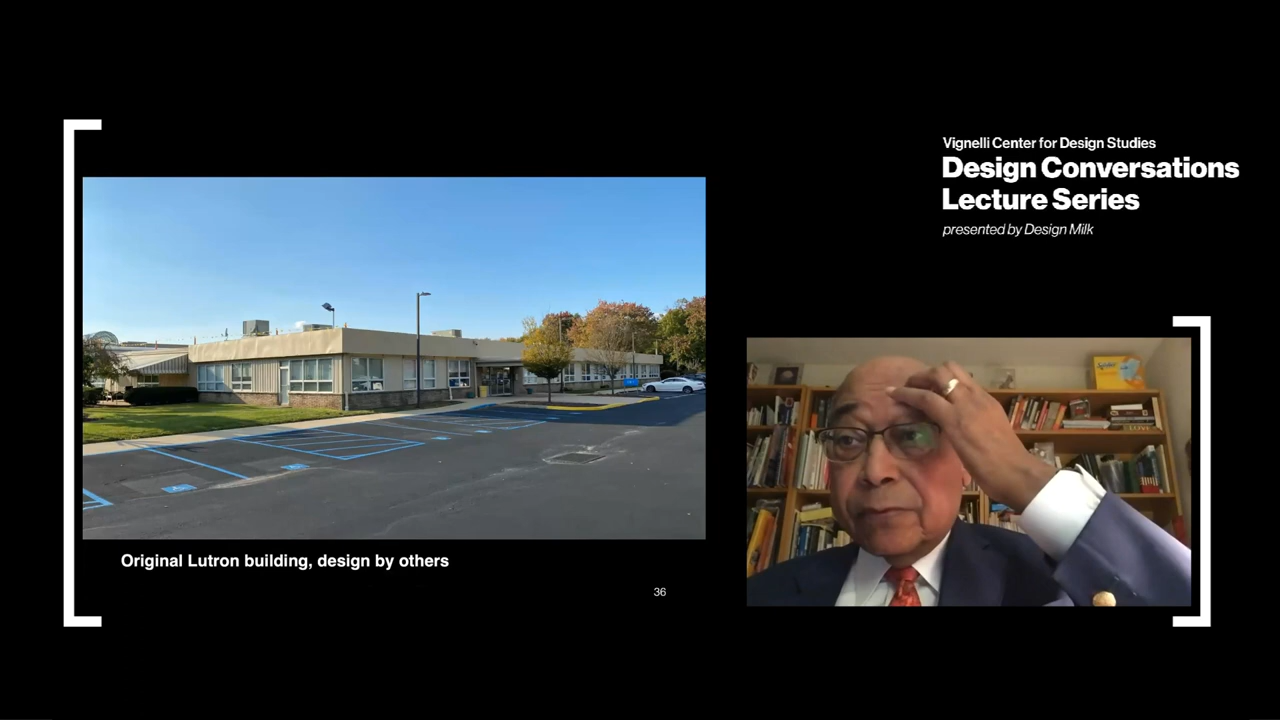 Vignelli Center for Design Studies
Design Conversations
Lecture Series
presented by Design Milk
Original Lutron building, design by others
36